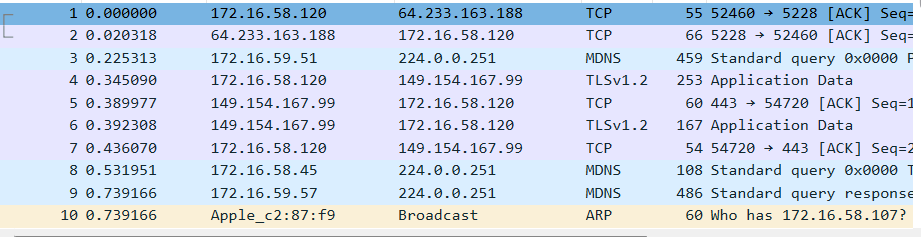 1 0.000000 172.16.58.120 64.233.163.188 TCP 55 52460 → 5228 [ACK] Seq=
2 0.020318 64.233.163.188 172.16.58.120 TCP 66 5228 → 52460 [ACK] Seq=
3 0.225313 172.16.59.51 224.0.0.251 MDNS 459 Standard query 0x0000
4 0.345090 172.16.58.120 149.154.167.99 TLSv1.2 253 Application Data
5 0.389977 149.154.167.99 172.16.58.120 TCP 60 443 → 54720 [ACK] Seq=1
6 0.392308 149.154.167.99 172.16.58.120 TLSv1.2 167 Application Data
7 0.436070 172.16.58.120 149.154.167.99 TCP 54 54720 → 443 [ACK] Seq=2
8 0.531951 172.16.58.45 224.0.0.251 MDNS 108 Standard query 0x0000 T
9 0.739166 172.16.59.57 224.0.0.251 MDNS 486 Standard query response
10 0.739166 Apple_c2:87:f9 Broadcast ARP 60 Who has 172.16.58.107?